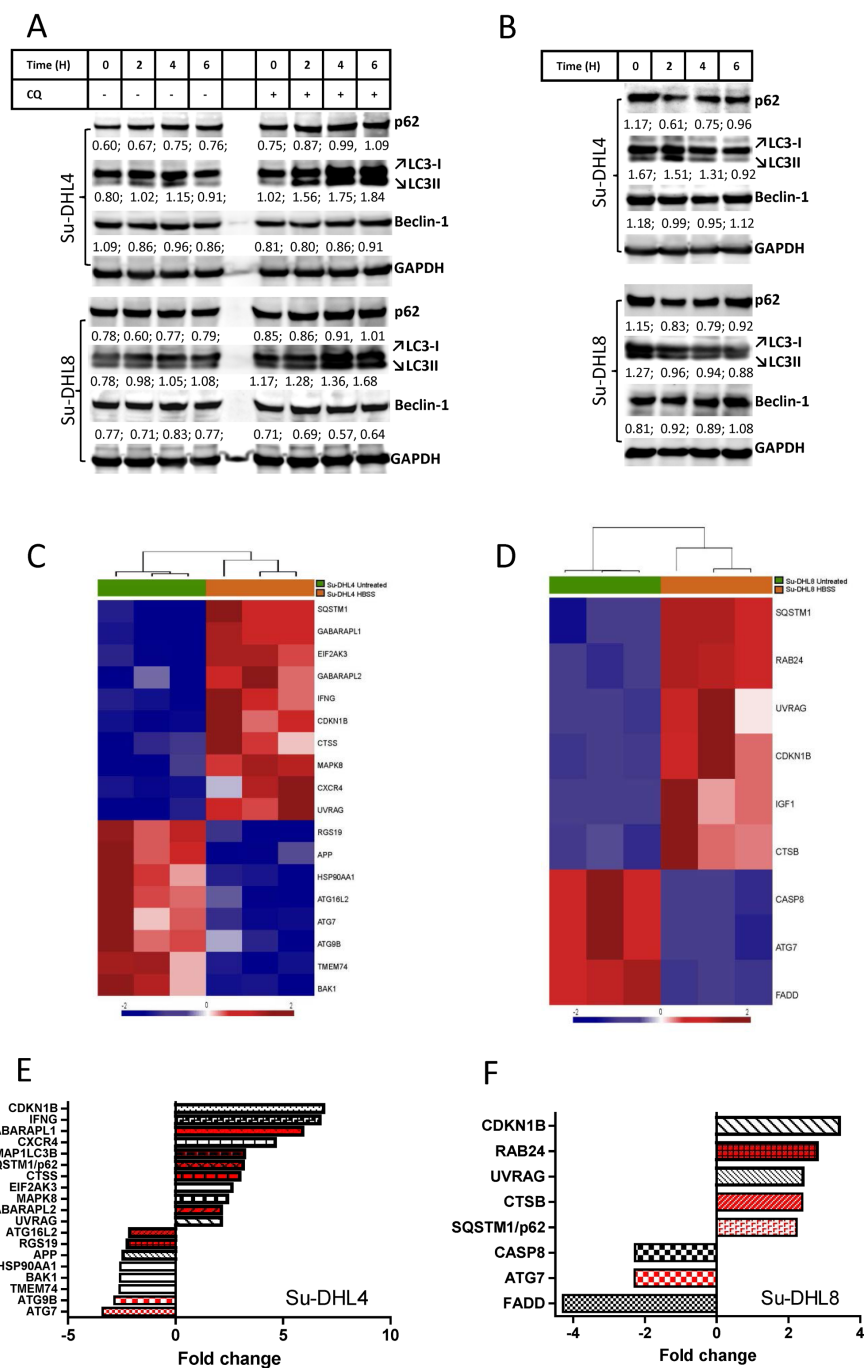 A
Time (H) 0 2 4 6 0 2 4 6
CQ - - - - + + + +
Su-DHL4
p62
0.60; 0.67; 0.75; 0.76; 0.75; 0.87; 0.99; 1.09
↗LC3-I
↘LC3II
0.80; 1.02; 1.15; 0.91; 1.02; 1.56; 1.75; 1.84
Beclin-1
1.09; 0.86; 0.96; 0.86; 0.81; 0.80; 0.86; 0.91
GAPDH
Su-DHL8
p62
0.78; 0.60; 0.77; 0.79; 0.85; 0.86; 0.91, 1.01
↗LC3-I
↘LC3II
0.78; 0.98; 1.05; 1.08; 1.17; 1.28; 1.36, 1.68
Beclin-1
0.77; 0.71; 0.83; 0.77; 0.71; 0.69; 0.57, 0.64
GAPDH
B
Time (H) 0 2 4 6
Su-DHL4
p62
1.17; 0.61; 0.75; 0.96
↗LC3-I
↘LC3II
1.67; 1.51; 1.31; 0.92
Beclin-1
1.18; 0.99; 0.95; 1.12
GAPDH
Su-DHL8
p62
1.15; 0.83; 0.79; 0.92
↗LC3-I
↘LC3II
1.27; 0.96; 0.94; 0.88
Beclin-1
0.81; 0.92; 0.89; 1.08
GAPDH
C
Su-DHL4 Untreated
Su-DHL4 HBSS
SQSTM1
GABARAPL1
EIF2AK3
GABARAPL2
IFNG
CDKN1B
CTSS
MAPK8
CXCR4
UVRAG
RGS19
APP
HSP90AA1
ATG16L2
ATG7
ATG9B
TMEM74
BAK1
-2 0 2
D
Su-DHL8 Untreated
Su-DHL8 HBSS
SQSTM1
RAB24
UVRAG
CDKN1B
IGF1
CTSB
CASP8
ATG7
FADD
-2 0 2
E
CDKN1B
IFNG
ABARAPL1
CXCR4
MAP1LC3B
QSTM1/p62
CTSS
EIF2AK3
MAPK8
ABARAPL2
UVRAG
ATG16L2
RGS19
APP
HSP90AA1
BAK1
TMEM74
ATG9B
ATG7
Su-DHL4
-5 0 5 10
Fold change
F
CDKN1B
RAB24
UVRAG
CTSB
SQSTM1/p62
CASP8
ATG7
FADD
Su-DHL8
-4 -2 0 2 4
Fold change